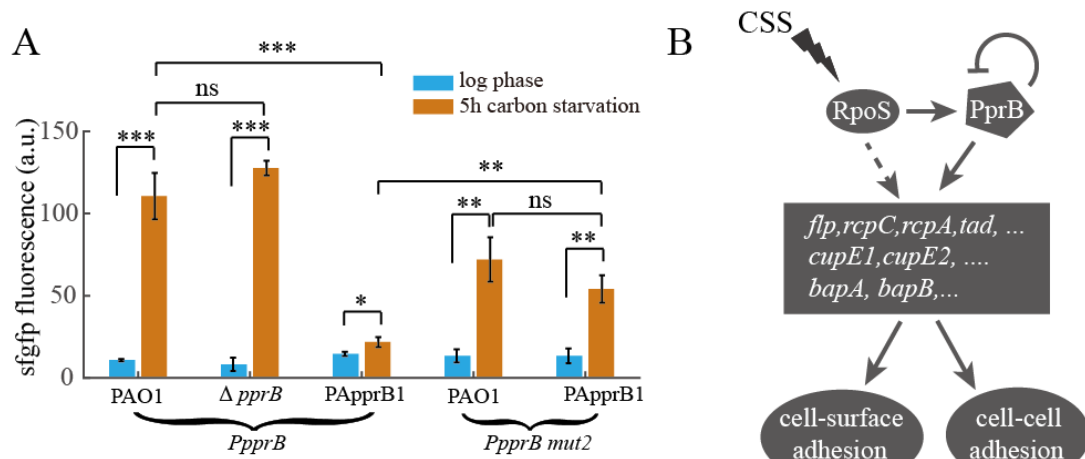 A
***
log phase
5h carbon starvation
ns
***
***
150
**
**
ns
**
*
100
50
0
sfgfp fluorescence (a.u.)
PAO1
Δ pprB
PApprB1
PAO1
PApprB1
PpprB
PpprB mut2
B
CSS
RpoS
PprB
flp,rcpC,rcpA,tad, ...
cupE1,cupE2, ....
bapA, bapB,...
cell-surface
adhesion
cell-cell
adhesion